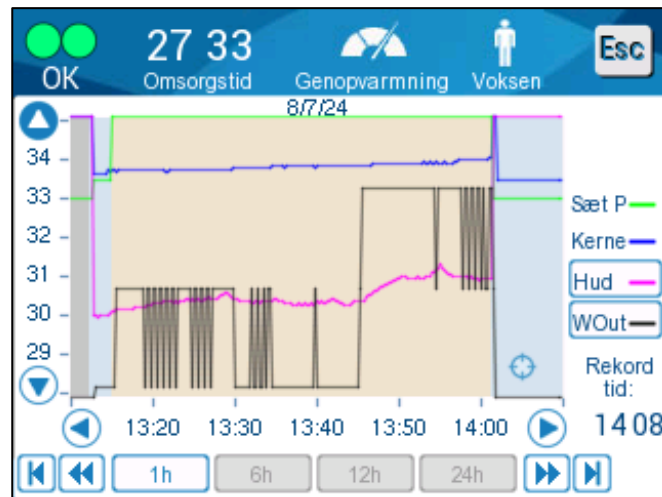 OK
27 33
Omsorgstid
Genopvarmning
Voksen
Esc
8/7/24
34
33
32
31
30
29
Sæt P
Kerne
Hud
WOut
Rekord
tid:
14 08
13:20 13:30 13:40 13:50 14:00
1h 6h 12h 24h